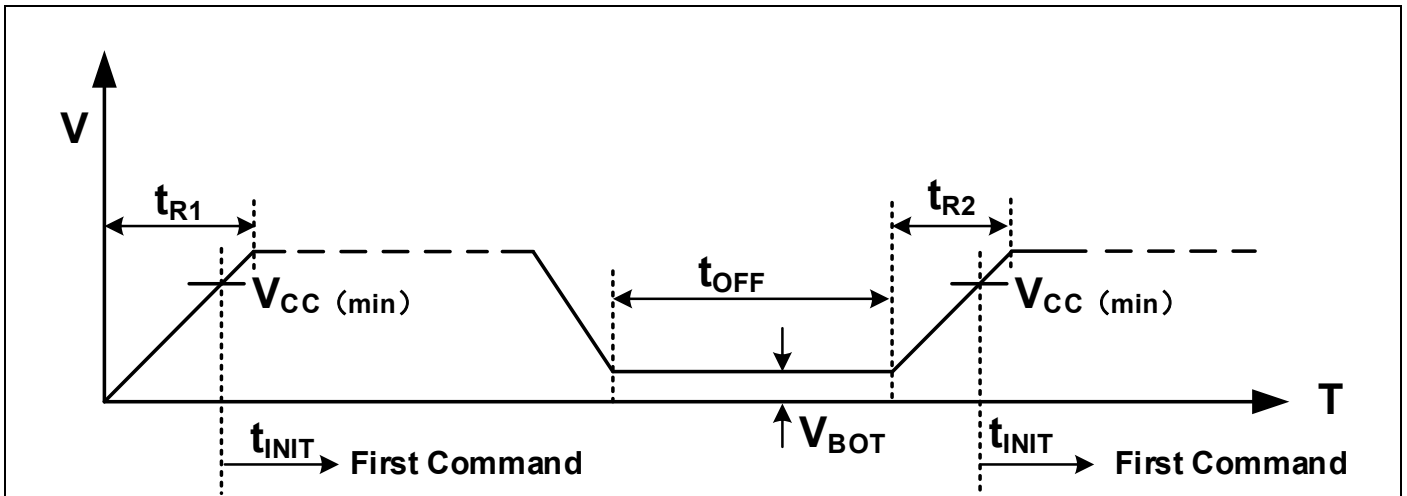 V
tR1
tR2
tOFF
VCC（min）
VCC（min）
T
VBOT
tINIT
First Command
tINIT
First Command